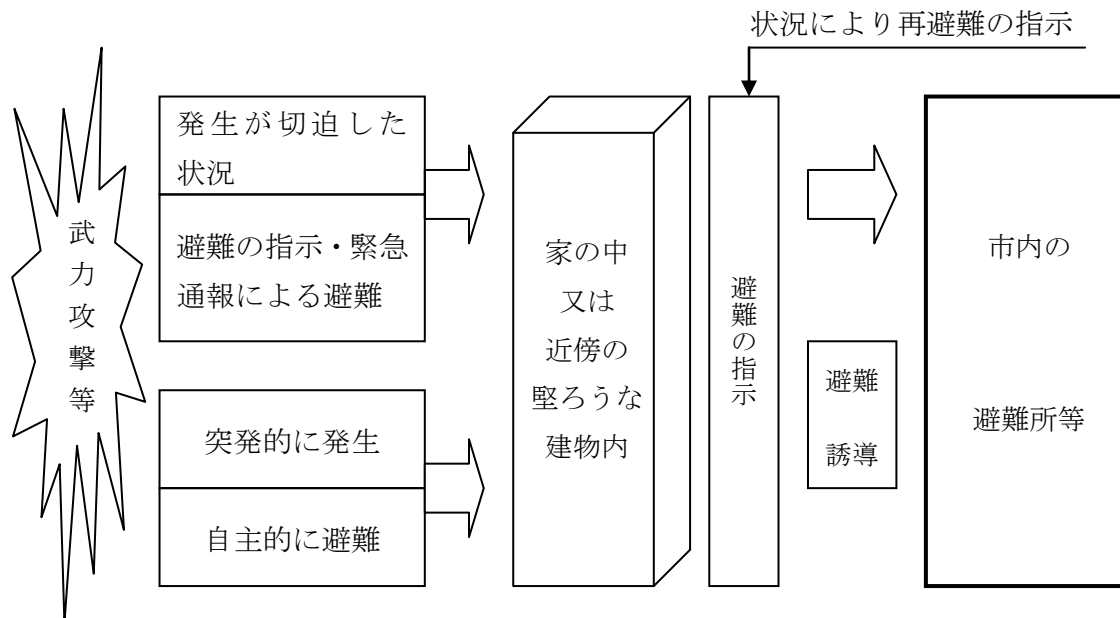 状況により再避難の指示
武力攻撃等
発生が切迫した
状況
避難の指示・緊急
通報による避難
突発的に発生
自主的に避難
家の中
又は
近傍の
堅ろうな
建物内
避難の指示
避難
誘導
市内の
避難所等